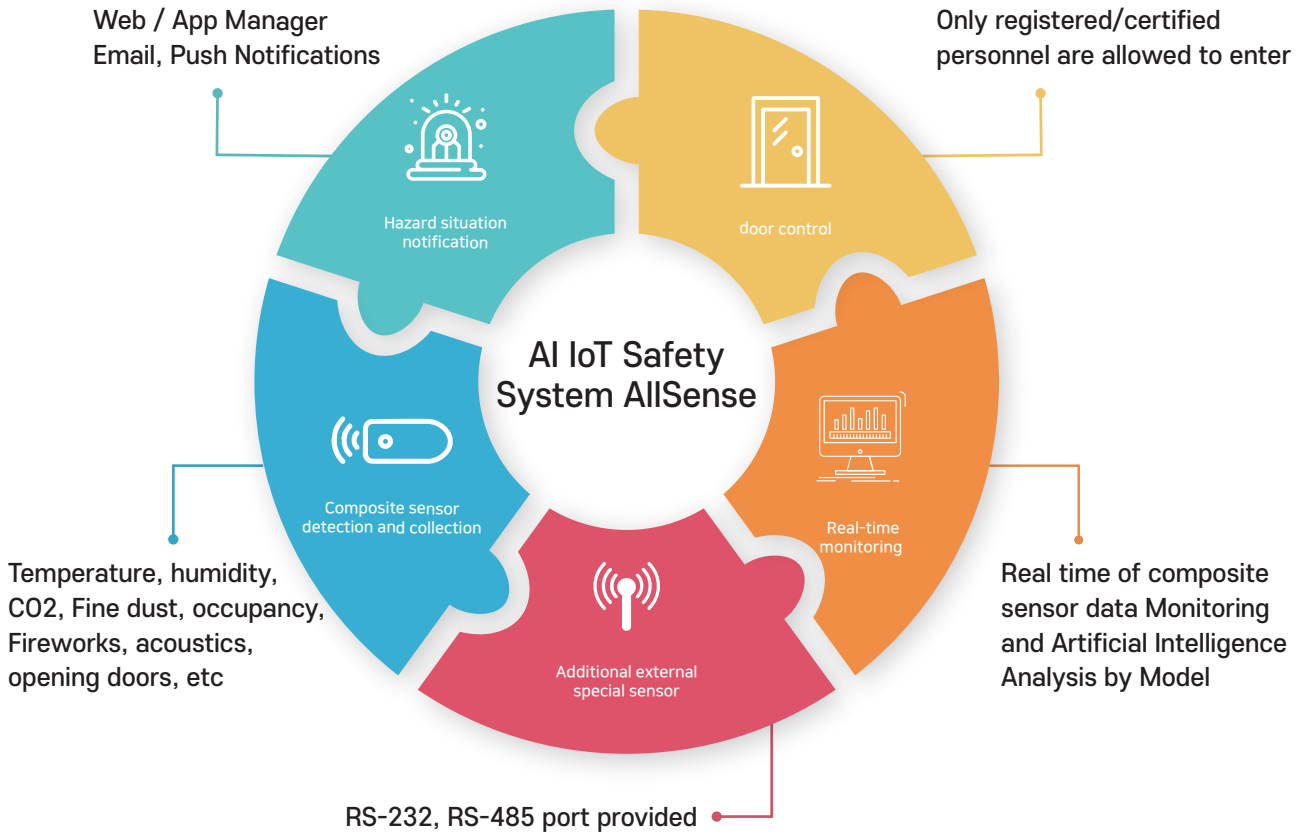 Web / App Manager
Email, Push Notifications
Only registered/certified
personnel are allowed to enter
Hazard situation
notification
door control
AI IoT Safety
System AllSense
Composite sensor
detection and collection
Real-time
monitoring
Temperature, humidity,
CO2, Fine dust, occupancy,
Fireworks, acoustics,
opening doors, etc
Real time of composite
sensor data Monitoring
and Artificial Intelligence
Analysis by Model
Additional external
special sensor
RS-232, RS-485 port provided